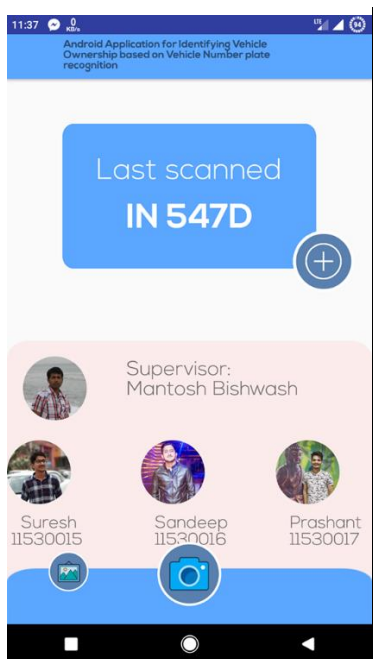 11:37 0 KB/s LTE 94
Android Application for Identifying Vehicle
Ownership based on Vehicle Number plate
recognition
Last scanned
IN 547D
Supervisor:
Mantosh Bishwash
Suresh Sandeep Prashant
11530015 11530016 11530017